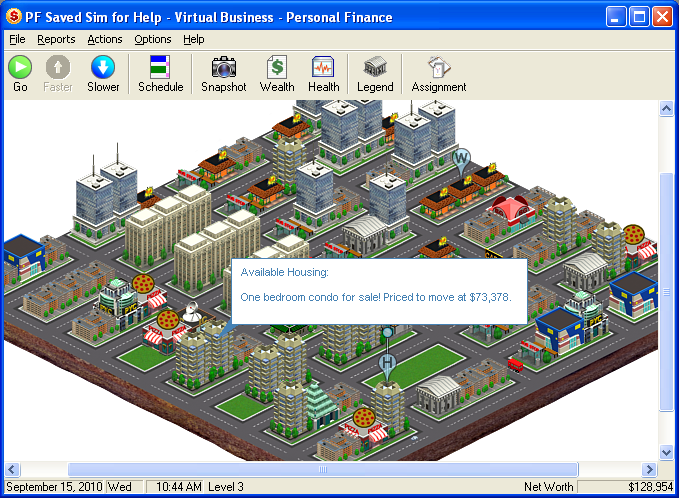 PF Saved Sim for Help - Virtual Business - Personal Finance
File Reports Actions Options Help
Go Faster Slower Schedule Snapshot Wealth Health Legend Assignment
W
Available Housing:
One bedroom condo for sale! Priced to move at $73,378.
H
September 15, 2010 Wed 10:44 AM Level 3 Net Worth $128,954